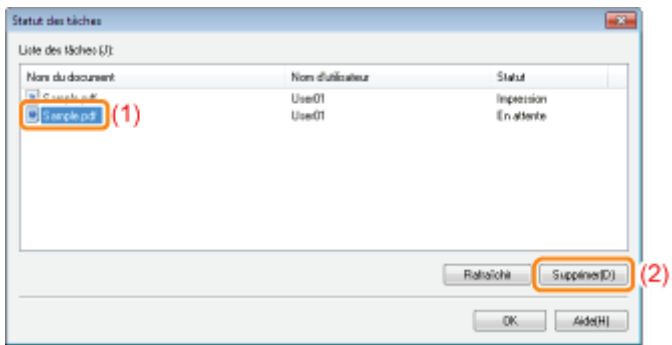 Statut des tâches
Liste des tâches (J):
Nom du document Nom d'utilisateur Statut
Sample.pdf User01 Impression
Sample.pdf (1) User01 En attente
Rafraîchir Supprimer(D) (2)
OK Aide(H)